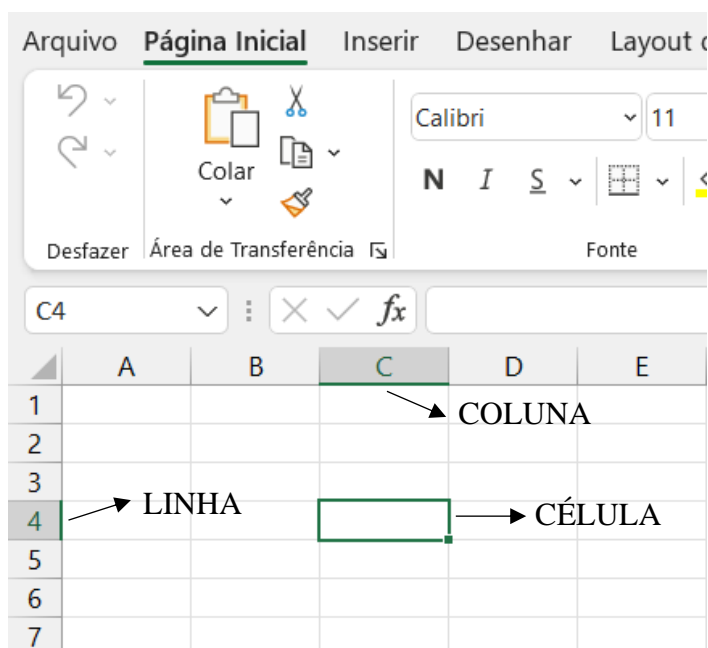 Arquivo Página Inicial Inserir Desenhar Layout
Calibri 11
Colar
N I S
Desfazer Área de Transferência Fonte
C4 fx
A B C D E
1 COLUNA
2
3
LINHA
4 CÉLULA
5
6
7